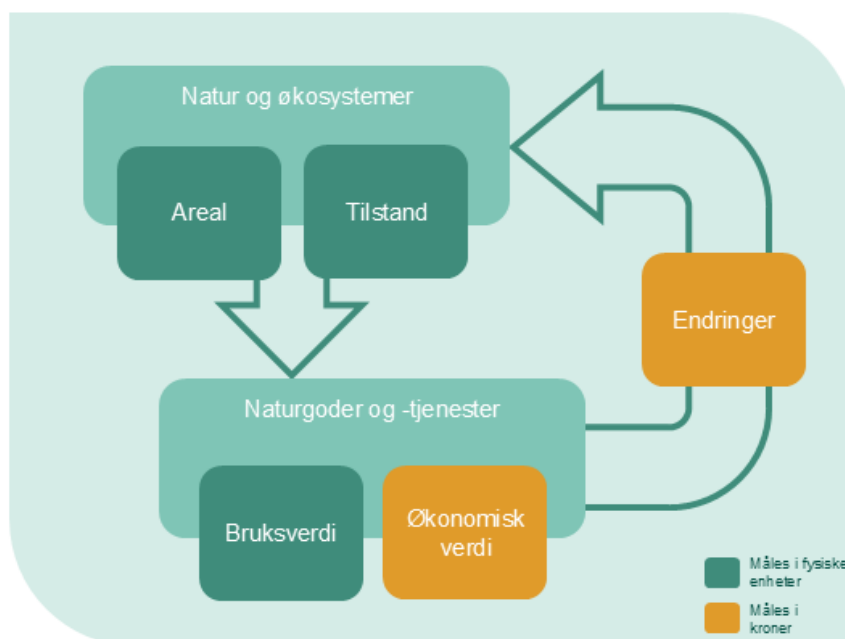 Natur og økosystemer
Areal
Tilstand
Endringer
Naturgoder og -tjenester
Bruksverdi
Økonomisk
verdi
Måles i fysiske
enheter
Måles i
kroner